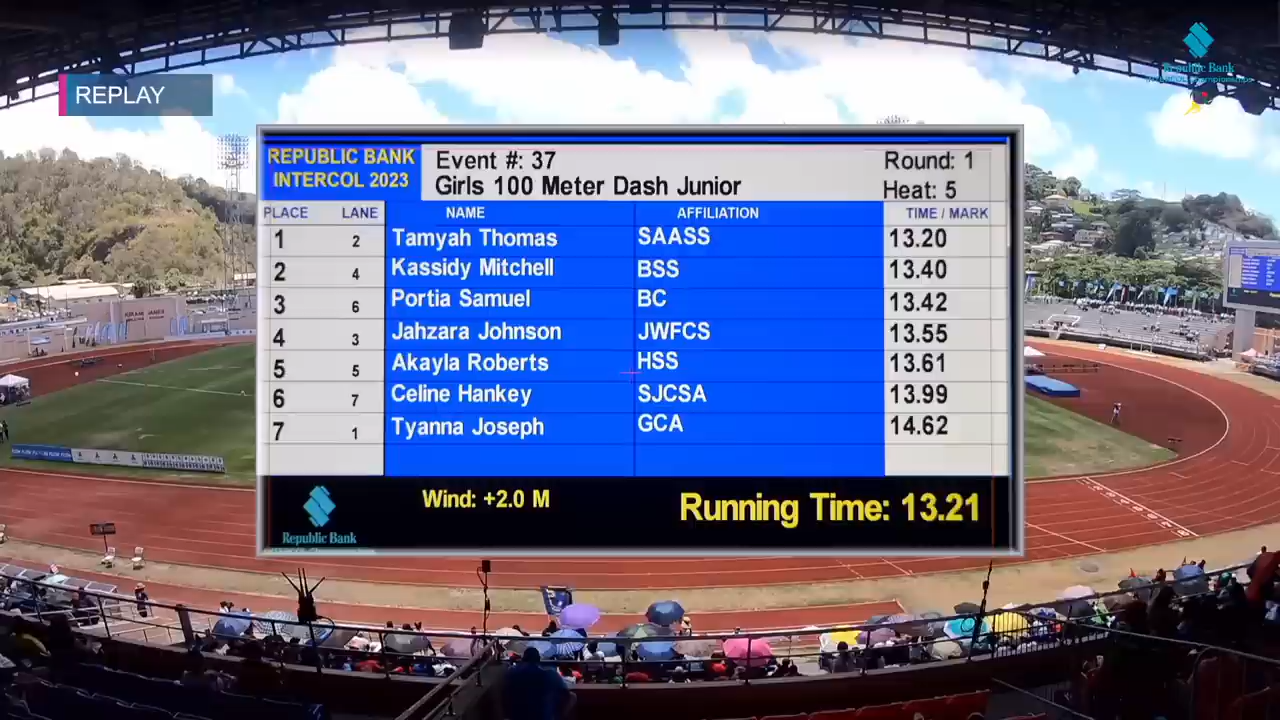 REPLAY
Republic Bank
REPUBLIC BANK
INTERCOL 2023
Event #: 37
Girls 100 Meter Dash Junior
Round: 1
Heat: 5
PLACE LANE NAME AFFILIATION TIME / MARK
1 2 Tamyah Thomas SAASS 13.20
2 4 Kassidy Mitchell BSS 13.40
3 6 Portia Samuel BC 13.42
4 3 Jahzara Johnson JWFCS 13.55
5 5 Akayla Roberts HSS 13.61
6 7 Celine Hankey SJCSA 13.99
7 1 Tyanna Joseph GCA 14.62
Wind: +2.0 M
Running Time: 13.21
Republic Bank